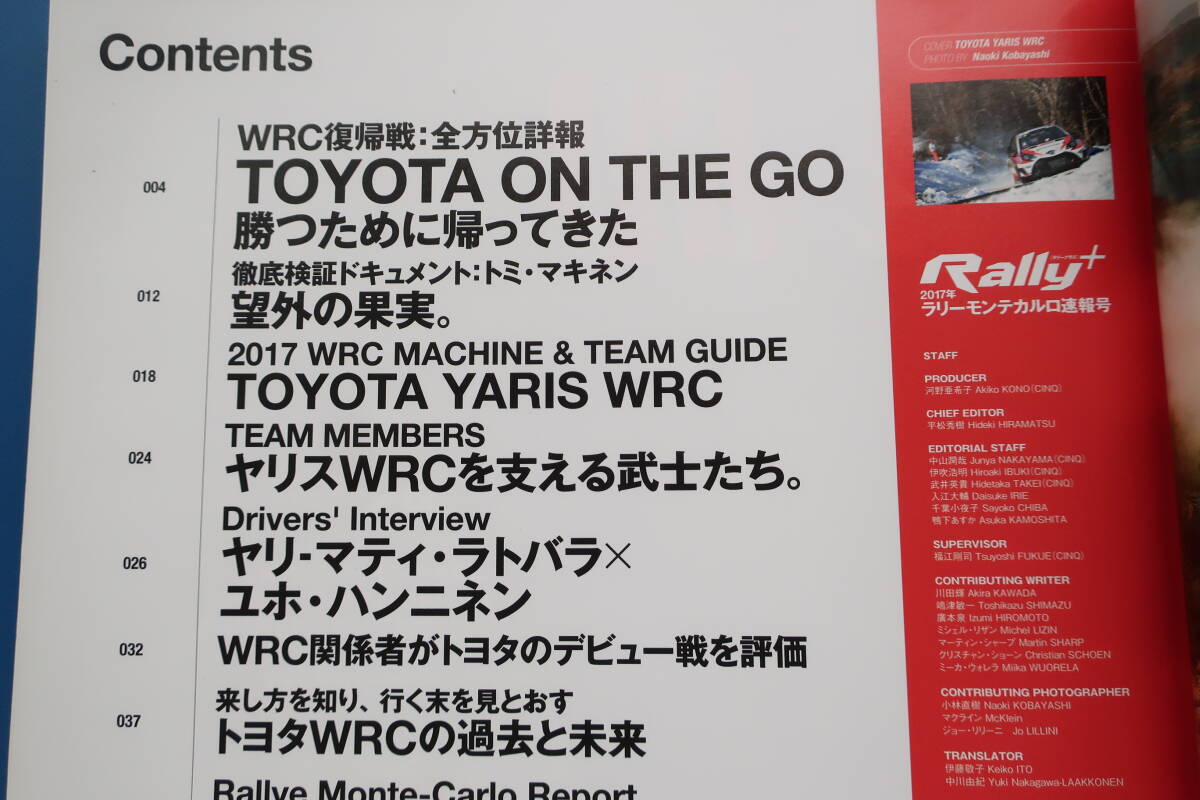 Contents
WRC復帰戦：全方位詳報
004
TOYOTA ON THE GO
勝つために帰ってきた
徹底検証ドキュメント：トミ・マキネン
012
望外の果実。
2017 WRC MACHINE & TEAM GUIDE
018
TOYOTA YARIS WRC
TEAM MEMBERS
024
ヤリスWRCを支える武士たち。
Drivers' Interview
026
ヤリ-マティ・ラトバラ×
ユホ・ハンニネン
032
WRC関係者がトヨタのデビュー戦を評価
来し方を知り、行く末を見とおす
037
トヨタWRCの過去と未来
Rallye Monte-Carlo Report
COVER TOYOTA YARIS WRC
PHOTO BY Naoki Kobayashi
Rally+
2017年
ラリーモンテカルロ速報号
STAFF
PRODUCER
河野亜希子 Akiko KONO（CINQ）
CHIEF EDITOR
平松秀樹 Hideki HIRAMATSU
EDITORIAL STAFF
中山潤哉 Junya NAKAYAMA（CINQ）
伊吹浩明 Hiroaki IBUKI（CINQ）
武井英貴 Hidetaka TAKEI（CINQ）
入江大輔 Daisuke IRIE
千葉小夜子 Sayoko CHIBA
鴨下あすか Asuka KAMOSHITA
SUPERVISOR
福江剛司 Tsuyoshi FUKUE（CINQ）
CONTRIBUTING WRITER
川田輝 Akira KAWADA
嶋津敏一 Toshikazu SHIMAZU
廣本泉 Izumi HIROMOTO
ミシェル・リザン Michel LIZIN
マーティン・シャープ Martin SHARP
クリスチャン・ショーン Christian SCHOEN
ミーカ・ウォレラ Miika WUORELA
CONTRIBUTING PHOTOGRAPHER
小林直樹 Naoki KOBAYASHI
マクライン McKlein
ジョー・リリーニ Jo LILLINI
TRANSLATOR
伊藤敬子 Keiko ITO
中川由紀 Yuki Nakagawa-LAAKKONEN